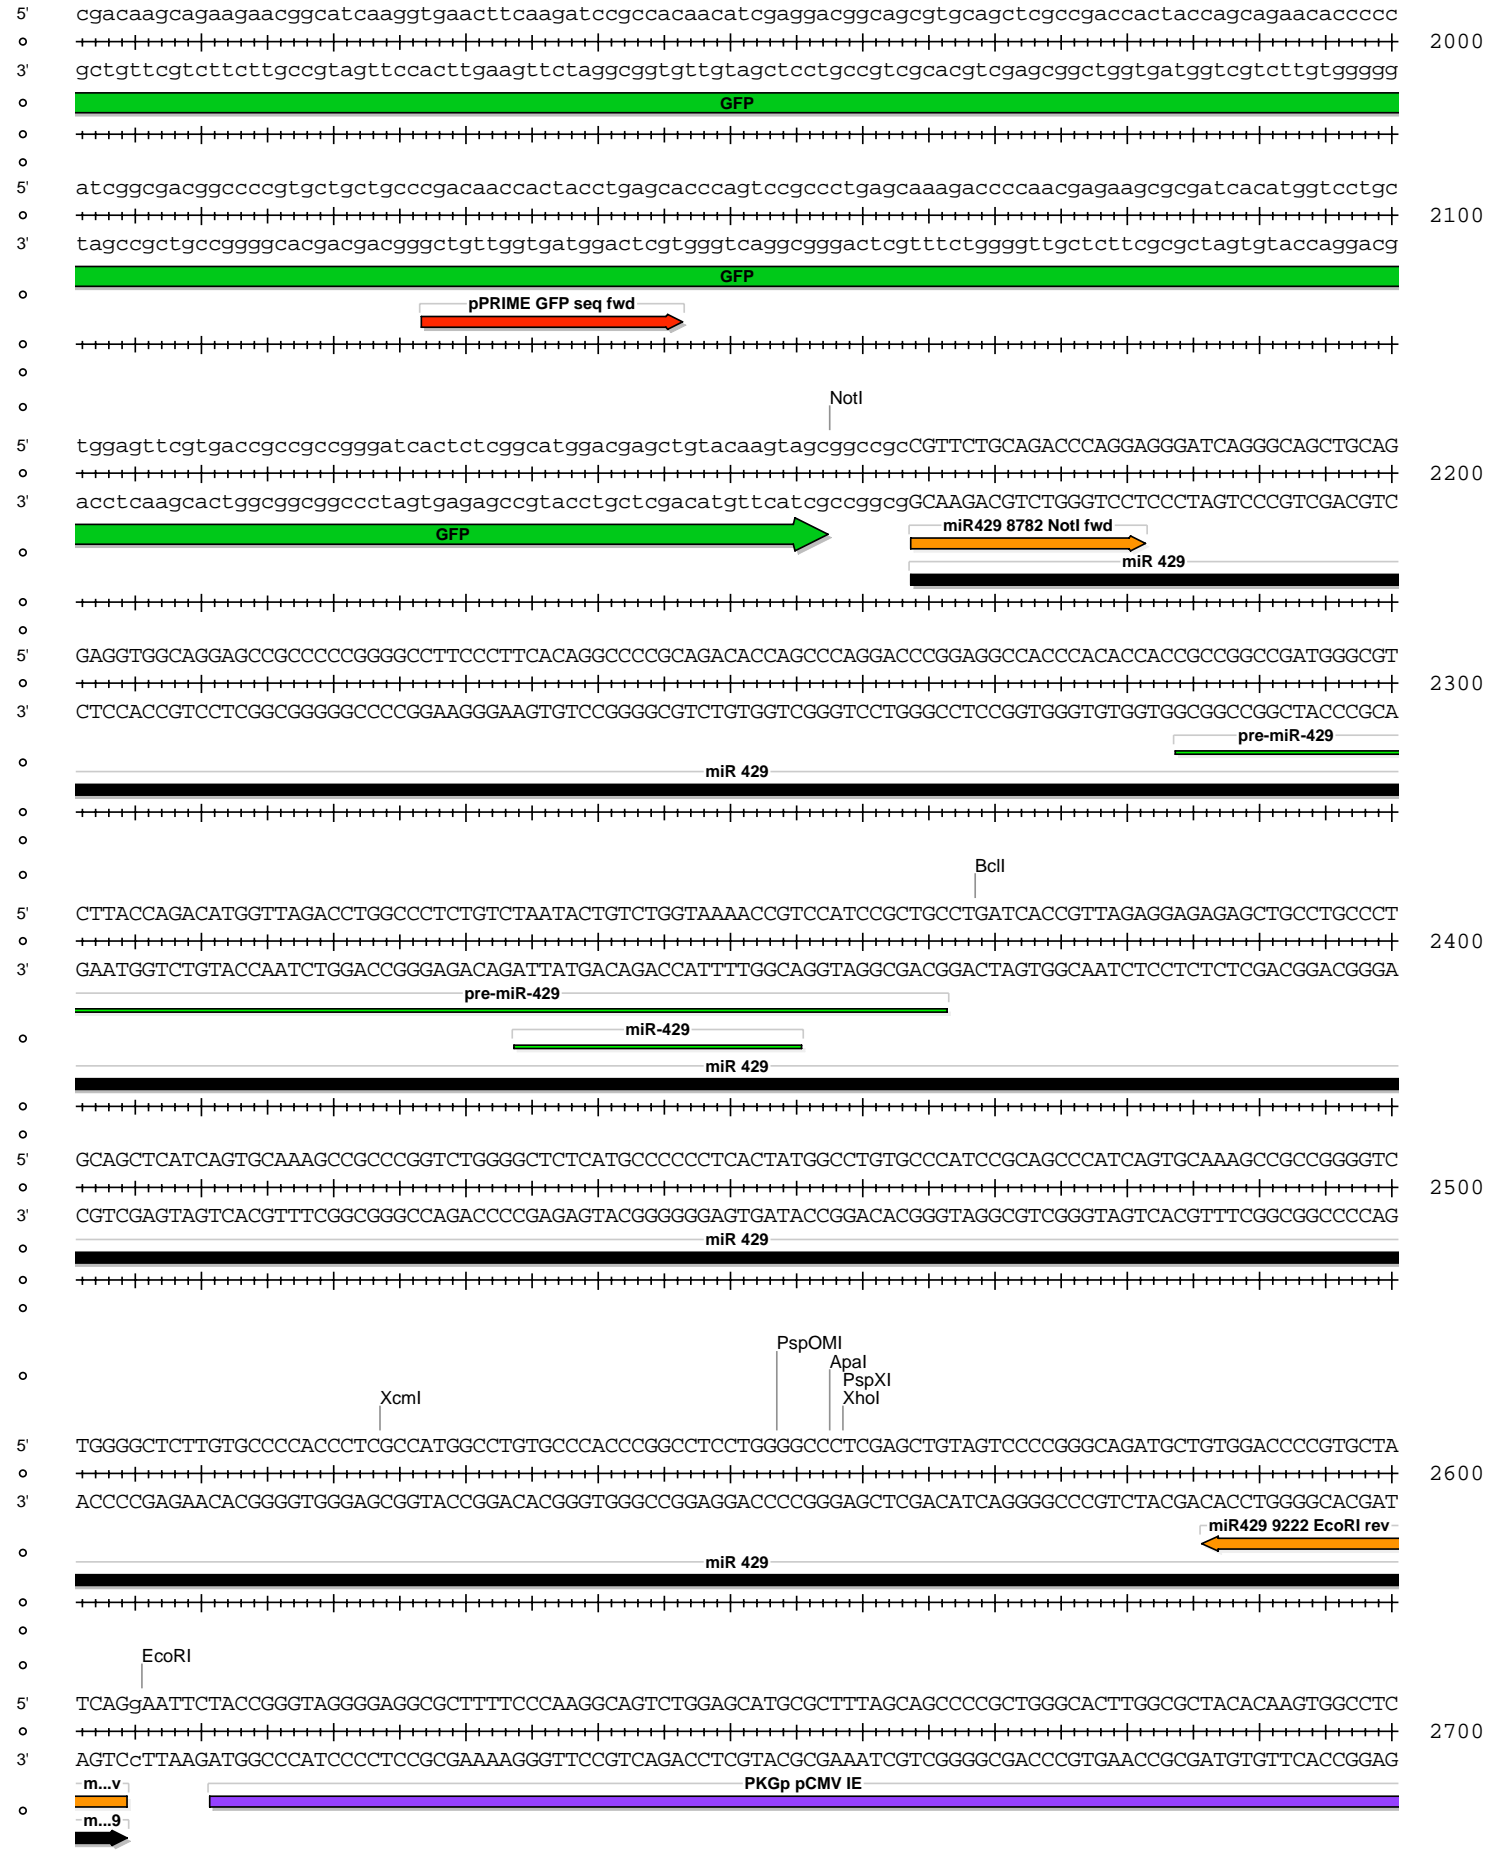 5' cgacaagcagaagaacggcatcaaggtgaacttcaagatccgccacaacatcgaggacggcagcgtgcagctcgccgaccactaccagcagaacaccccc
2000
3' gctgttcgtcttcttgccgtagttccacttgaagttctaggcggtgttgtagctcctgccgtcgcacgtcgagcggctggtgatggtcgtcttgtggggg
GFP
5' atcggcgacggccccgtgctgctgcccgacaaccactacctgagcacccagtccgccctgagcaaagaccccaacgagaagcgcgatcacatggtcctgc
2100
3' tagccgctgccggggcacgacgacgggctgttggtgatggactcgtgggtcaggcgggactcgtttctggggttgctcttcgcgctagtgtaccaggacg
GFP
pPRIME GFP seq fwd
NotI
5' tggagttcgtgaccgccgccgggatcactctcggcatggacgagctgtacaagtagcggccgcCGTTCTGCAGACCCAGGAGGGATCAGGGCAGCTGCAG
2200
3' acctcaagcactggcggcggccctagtgagagccgtacctgctcgacatgttcatcgccggcgGCAAGACGTCTGGGTCCTCCCTAGTCCCGTCGACGTC
GFP
miR429 8782 NotI fwd
miR 429
5' GAGGTGGCAGGAGCCGCCCCCGGGGCCTTCCCTTCACAGGCCCCGCAGACACCAGCCCAGGACCCGGAGGCCACCCACACCACCGCCGGCCGATGGGCGT
2300
3' CTCCACCGTCCTCGGCGGGGGCCCCGGAAGGGAAGTGTCCGGGGCGTCTGTGGTCGGGTCCTGGGCCTCCGGTGGGTGTGGTGGCGGCCGGCTACCCGCA
pre-miR-429
miR 429
BclI
5' CTTACCAGACATGGTTAGACCTGGCCCTCTGTCTAATACTGTCTGGTAAAACCGTCCATCCGCTGCCTGATCACCGTTAGAGGAGAGAGCTGCCTGCCCT
2400
3' GAATGGTCTGTACCAATCTGGACCGGGAGACAGATTATGACAGACCATTTTGGCAGGTAGGCGACGGACTAGTGGCAATCTCCTCTCTCGACGGACGGGA
pre-miR-429
miR-429
miR 429
5' GCAGCTCATCAGTGCAAAGCCGCCCGGTCTGGGGCTCTCATGCCCCCCTCACTATGGCCTGTGCCCATCCGCAGCCCATCAGTGCAAAGCCGCCGGGGTC
2500
3' CGTCGAGTAGTCACGTTTCGGCGGGCCAGACCCCGAGAGTACGGGGGGAGTGATACCGGACACGGGTAGGCGTCGGGTAGTCACGTTTCGGCGGCCCCAG
miR 429
PspOMI
ApaI
PspXI
XcmI XhoI
5' TGGGGCTCTTGTGCCCCACCCTCGCCATGGCCTGTGCCCACCCGGCCTCCTGGGGCCCTCGAGCTGTAGTCCCCGGGCAGATGCTGTGGACCCCGTGCTA
2600
3' ACCCCGAGAACACGGGGTGGGAGCGGTACCGGACACGGGTGGGCCGGAGGACCCCGGGAGCTCGACATCAGGGGCCCGTCTACGACACCTGGGGCACGAT
miR429 9222 EcoRI rev
miR 429
EcoRI
5' TCAGgAATTCTACCGGGTAGGGGAGGCGCTTTTCCCAAGGCAGTCTGGAGCATGCGCTTTAGCAGCCCCGCTGGGCACTTGGCGCTACACAAGTGGCCTC
2700
3' AGTCcTTAAGATGGCCCATCCCCTCCGCGAAAAGGGTTCCGTCAGACCTCGTACGCGAAATCGTCGGGGCGACCCGTGAACCGCGATGTGTTCACCGGAG
m...v PKGp pCMV IE
m...9